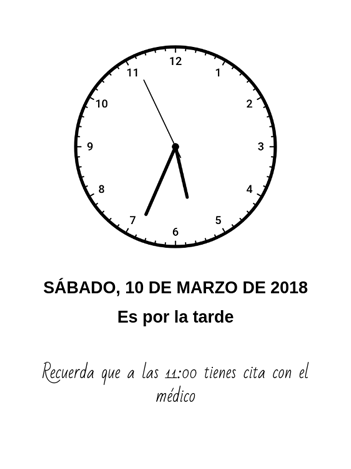 12
11 1
10 2
9 3
8 4
7 5
6
SÁBADO, 10 DE MARZO DE 2018
Es por la tarde
Recuerda que a las 11:00 tienes cita con el
médico